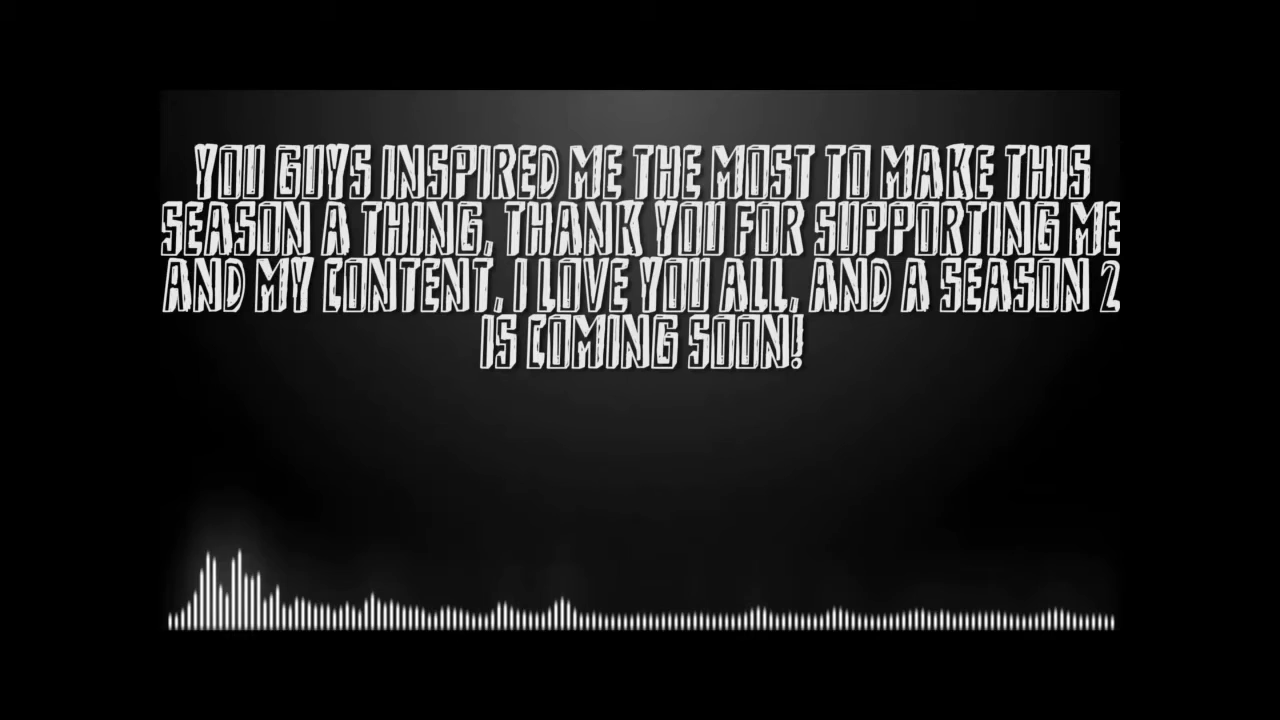 YOU GUYS INSPIRED ME THE MOST TO MAKE THIS
SEASON A THING, THANK YOU FOR SUPPORTING ME
AND MY CONTENT, I LOVE YOU ALL, AND A SEASON 2
IS COMING SOON!